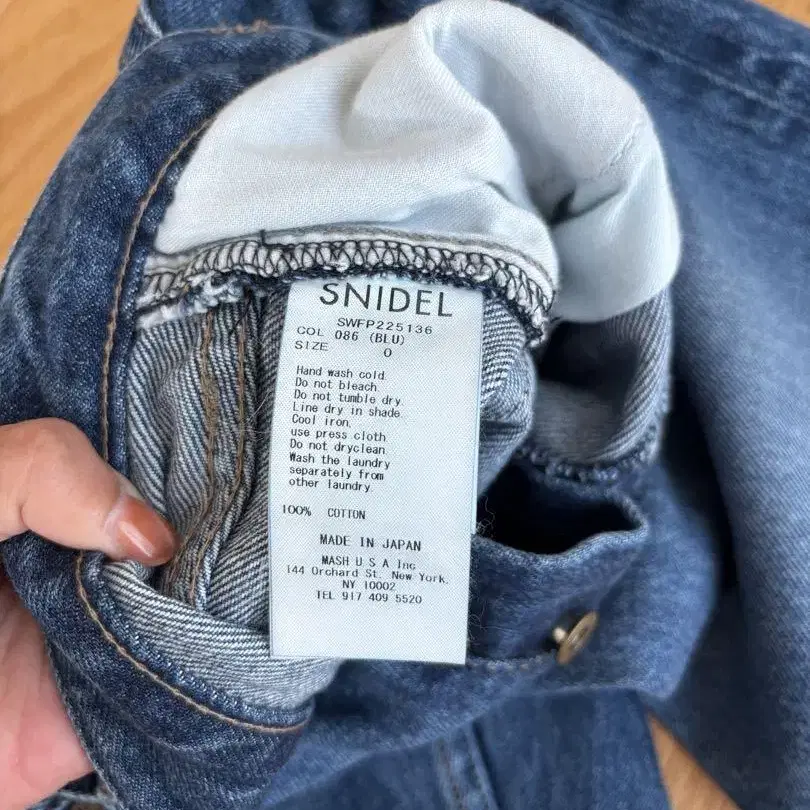 SNIDEL
SWFP225136
COL 086 (BLU)
SIZE 0
Hand wash cold.
Do not bleach.
Do not tumble dry.
Line dry in shade.
Cool iron,
use press cloth
Do not dryclean.
Wash the laundry
separately from
other laundry.
100% COTTON
MADE IN JAPAN
MASH U S A Inc
144 Orchard St. New York,
NY 10002
TEL 917 409 5520